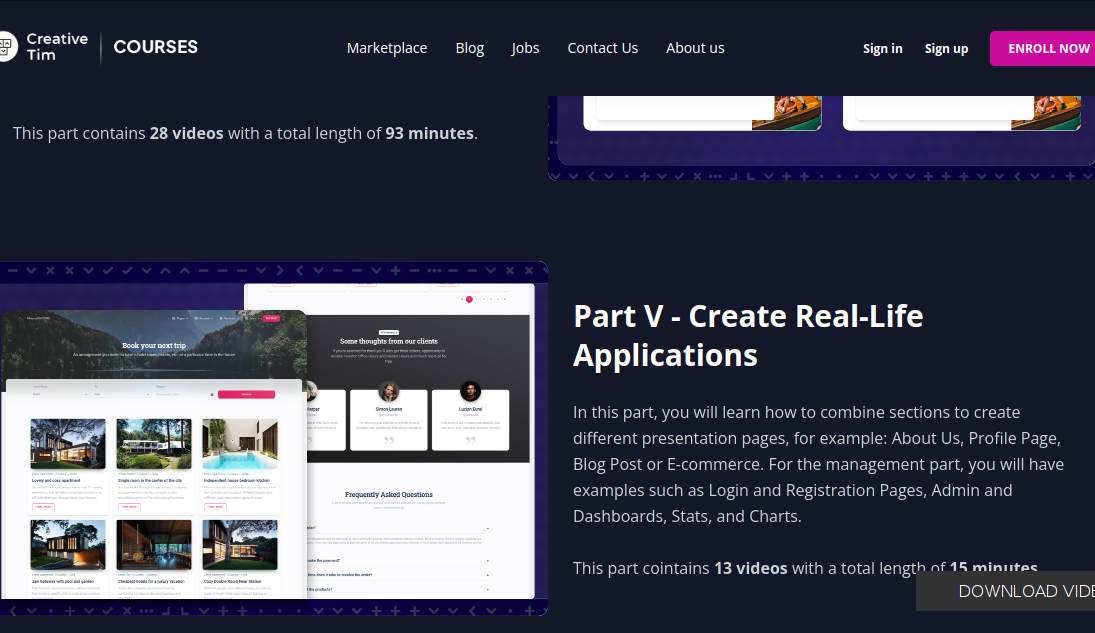 Creative
Tim
COURSES
Marketplace
Blog
Jobs
Contact Us
About us
Sign in
Sign up
ENROLL NOW
This part contains 28 videos with a total length of 93 minutes.
Book your next trip
Some thoughts from our clients
Simon Lauren
Lucian Eurel
Lovely and cosy apartment
Single room in the center of the city
Independent house bedroom kitchen
Frequently Asked Questions
Zen Gateway with pool and garden
Cheapest hotels for a luxury vacation
Cozy Double Room Near Station
Part V - Create Real-Life
Applications
In this part, you will learn how to combine sections to create
different presentation pages, for example: About Us, Profile Page,
Blog Post or E-commerce. For the management part, you will have
examples such as Login and Registration Pages, Admin and
Dashboards, Stats, and Charts.
This part cointains 13 videos with a total length of 15 minutes
DOWNLOAD VIDE